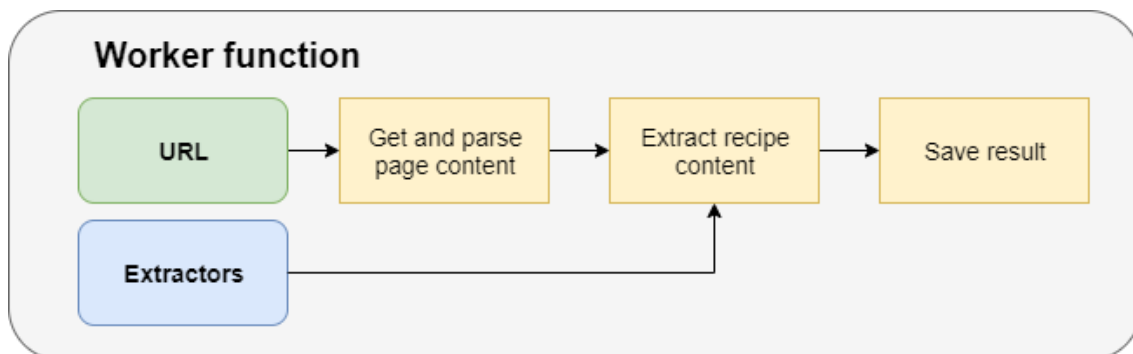 Worker function
URL
Get and parse
page content
Extract recipe
content
Save result
Extractors